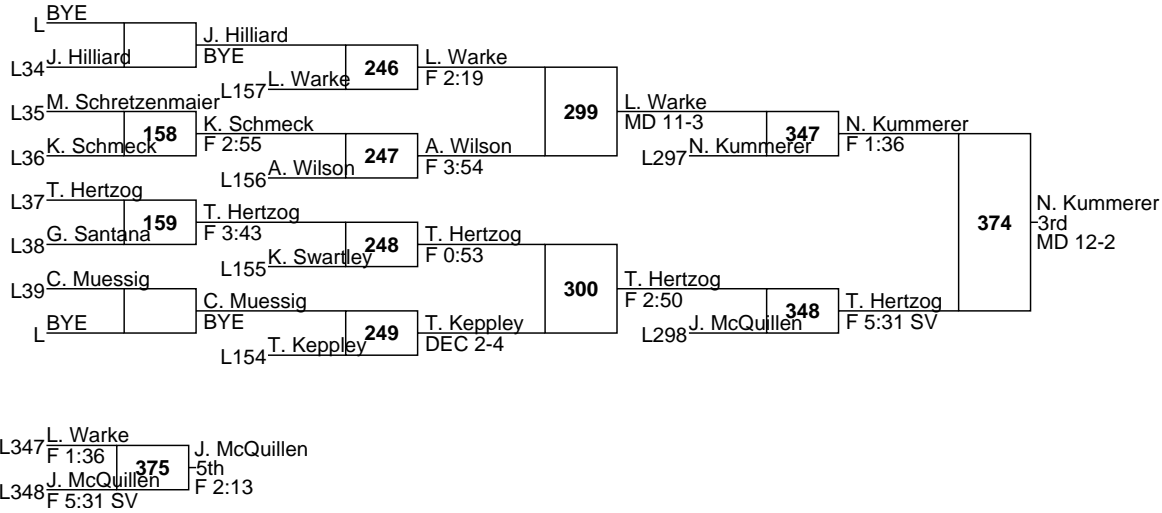 L BYE
L34 J. Hilliard
J. Hilliard
BYE
L157 L. Warke
246
L. Warke
F 2:19
L35 M. Schretzenmaier
158
L36 K. Schmeck
K. Schmeck
F 2:55
L156 A. Wilson
247
A. Wilson
F 3:54
299
L. Warke
MD 11-3
L297 N. Kummerer
347
N. Kummerer
F 1:36
L37 T. Hertzog
159
L38 G. Santana
T. Hertzog
F 3:43
L155 K. Swartley
248
T. Hertzog
F 0:53
L39 C. Muessig
L BYE
C. Muessig
BYE
L154 T. Keppley
249
T. Keppley
DEC 2-4
300
T. Hertzog
F 2:50
L298 J. McQuillen
348
T. Hertzog
F 5:31 SV
374
N. Kummerer
3rd
MD 12-2
L347 L. Warke
F 1:36
375
L348 J. McQuillen
F 5:31 SV
J. McQuillen
5th
F 2:13